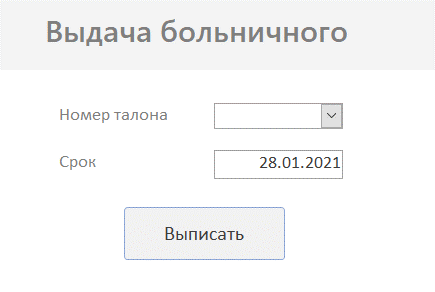 Выдача больничного
Номер талона
Срок 28.01.2021
Выписать